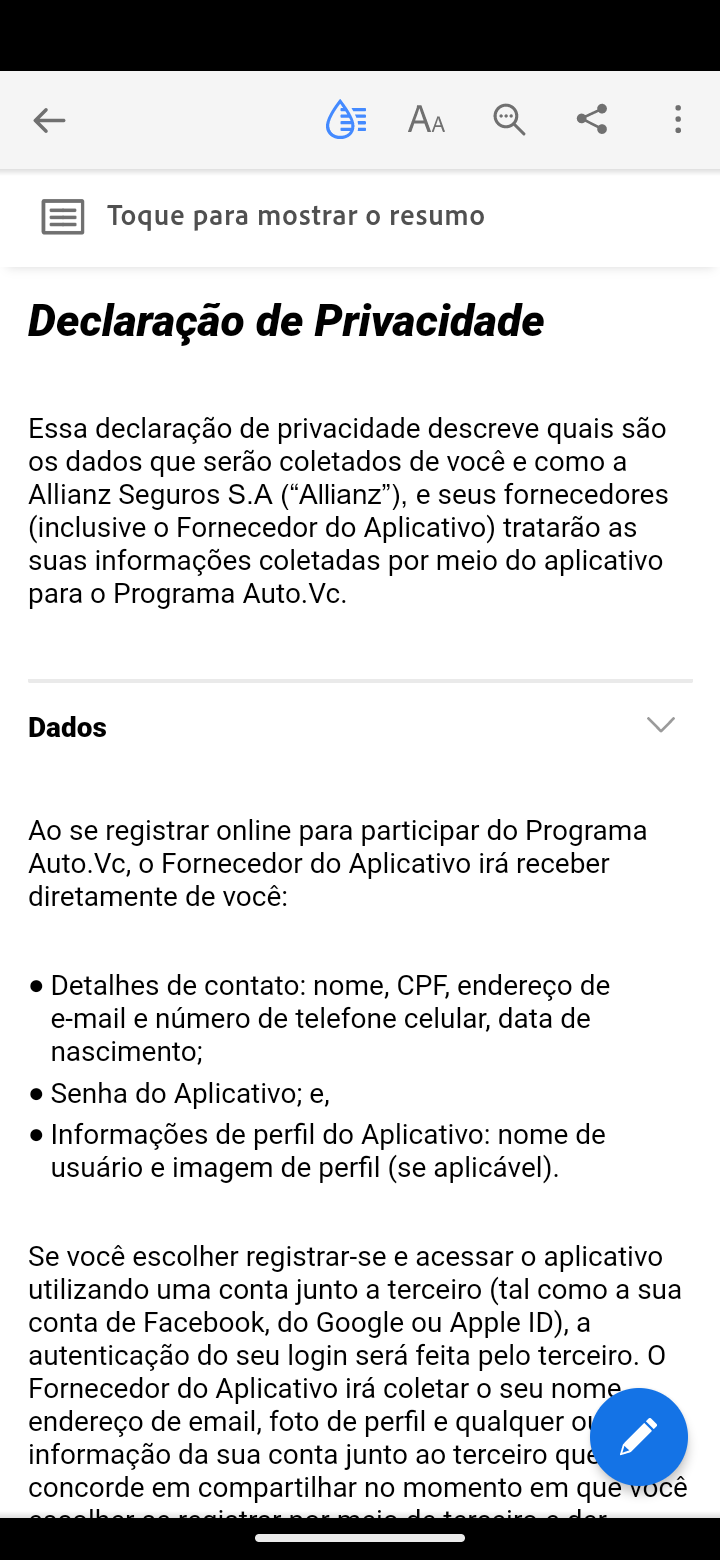 AA
Toque para mostrar o resumo
Declaração de Privacidade
Essa declaração de privacidade descreve quais são
os dados que serão coletados de você e como a
Allianz Seguros S.A (“Allianz”), e seus fornecedores
(inclusive o Fornecedor do Aplicativo) tratarão as
suas informações coletadas por meio do aplicativo
para o Programa Auto.Vc.
Dados
Ao se registrar online para participar do Programa
Auto.Vc, o Fornecedor do Aplicativo irá receber
diretamente de você:
● Detalhes de contato: nome, CPF, endereço de
e-mail e número de telefone celular, data de
nascimento;
● Senha do Aplicativo; e,
● Informações de perfil do Aplicativo: nome de
usuário e imagem de perfil (se aplicável).
Se você escolher registrar-se e acessar o aplicativo
utilizando uma conta junto a terceiro (tal como a sua
conta de Facebook, do Google ou Apple ID), a
autenticação do seu login será feita pelo terceiro. O
Fornecedor do Aplicativo irá coletar o seu nome
endereço de email, foto de perfil e qualquer
informação da sua conta junto ao terceiro que
concorde em compartilhar no momento em que você